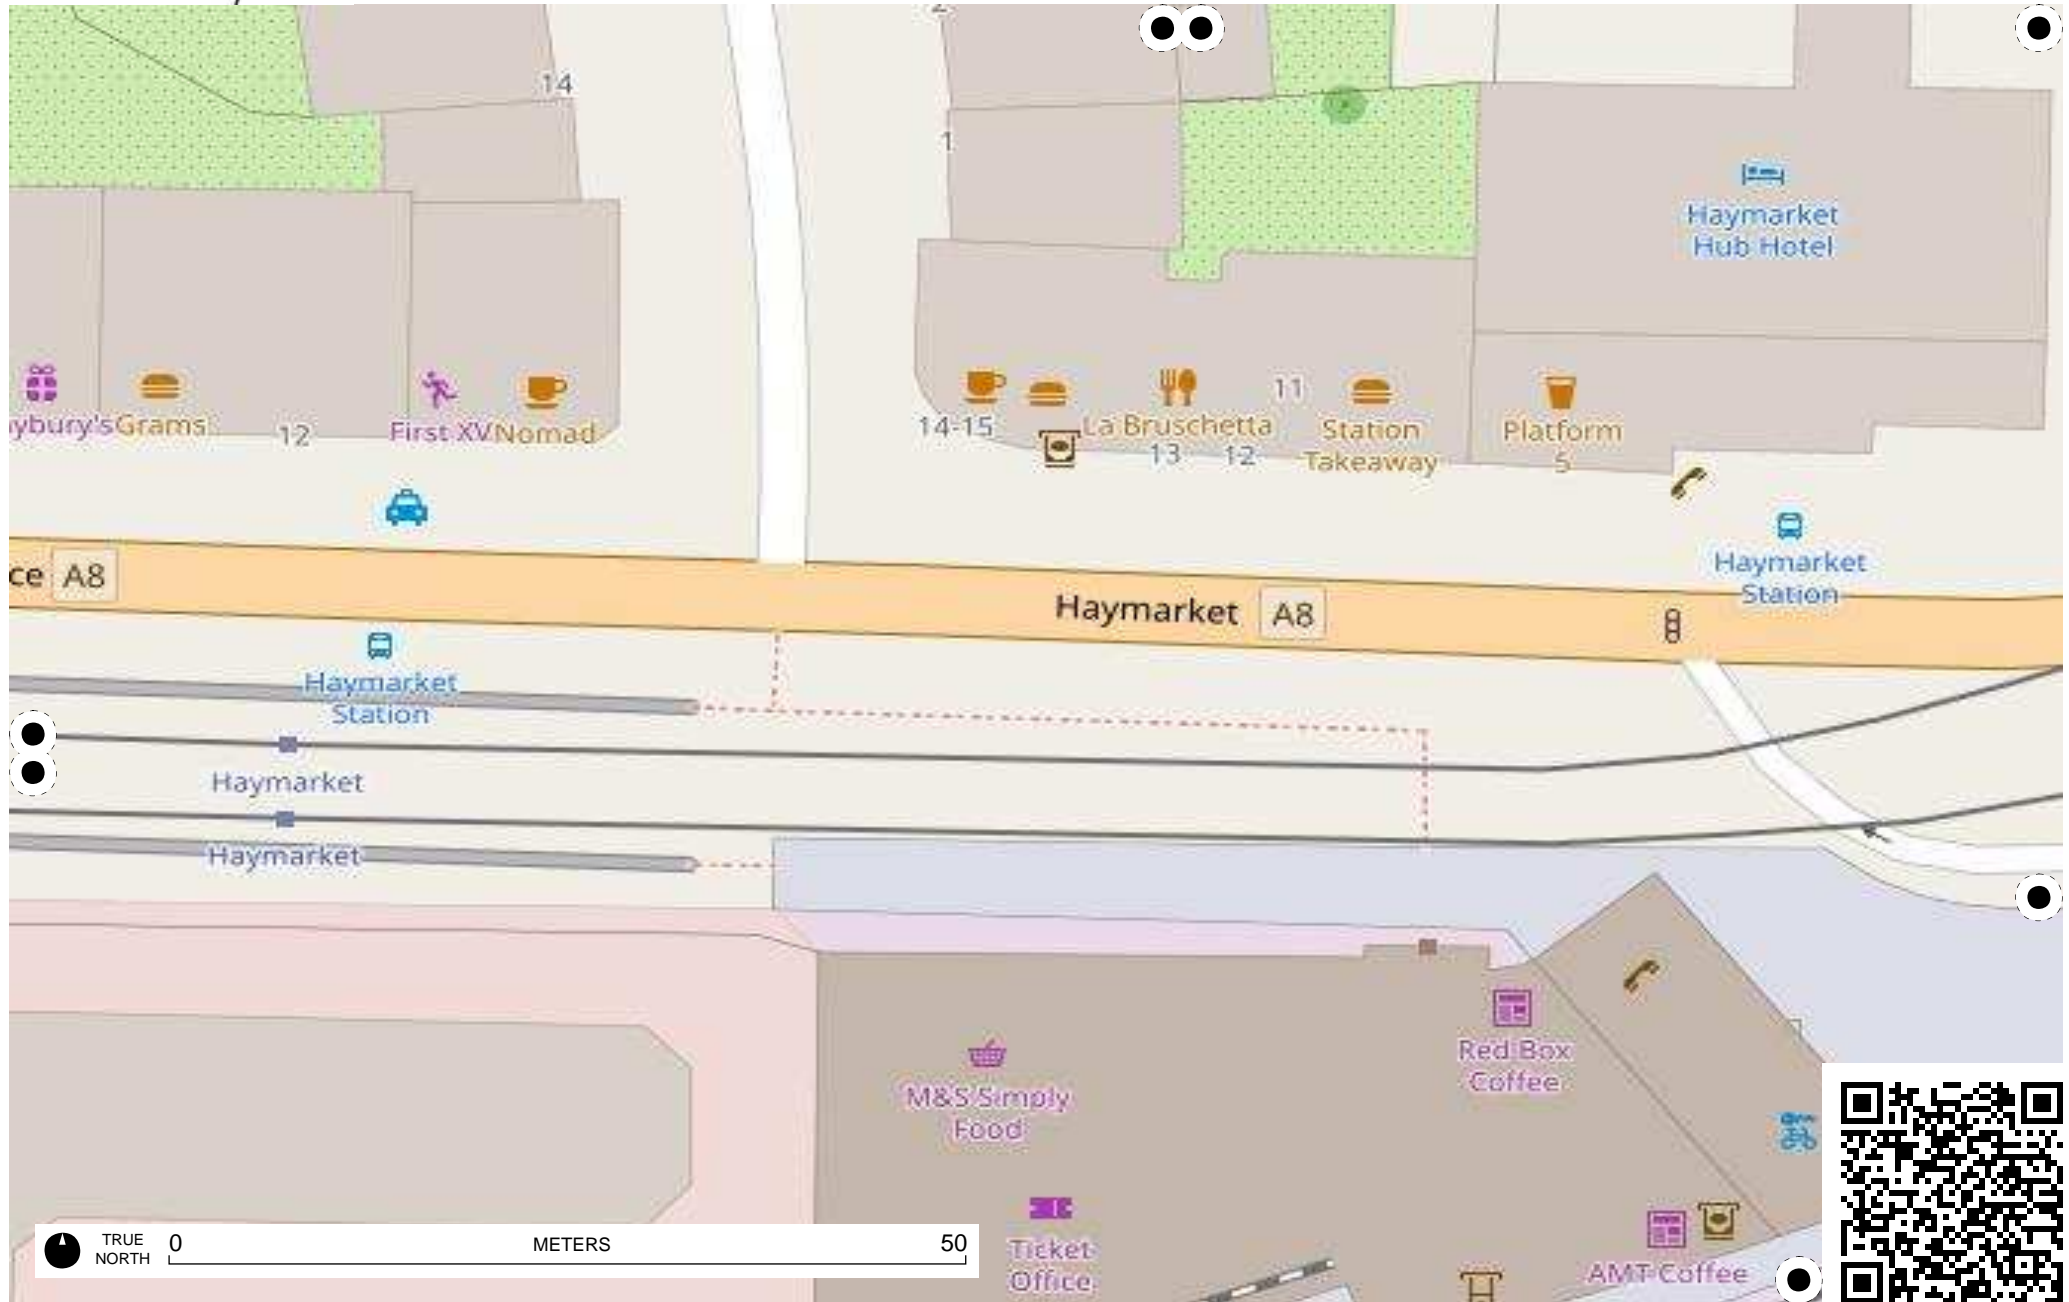 14
1
Haymarket
Hub Hotel
ybury's
Grams
12
First XV
Nomad
14-15
La Bruschetta
13
12
11
Station
Takeaway
Platform
5
Haymarket
Station
ce
A8
Haymarket
A8
Haymarket
Station
Haymarket
Haymarket
Red Box
Coffee
M&S Simply
Food
Ticket
Office
AMT Coffee
TRUE
NORTH
0
METERS
50